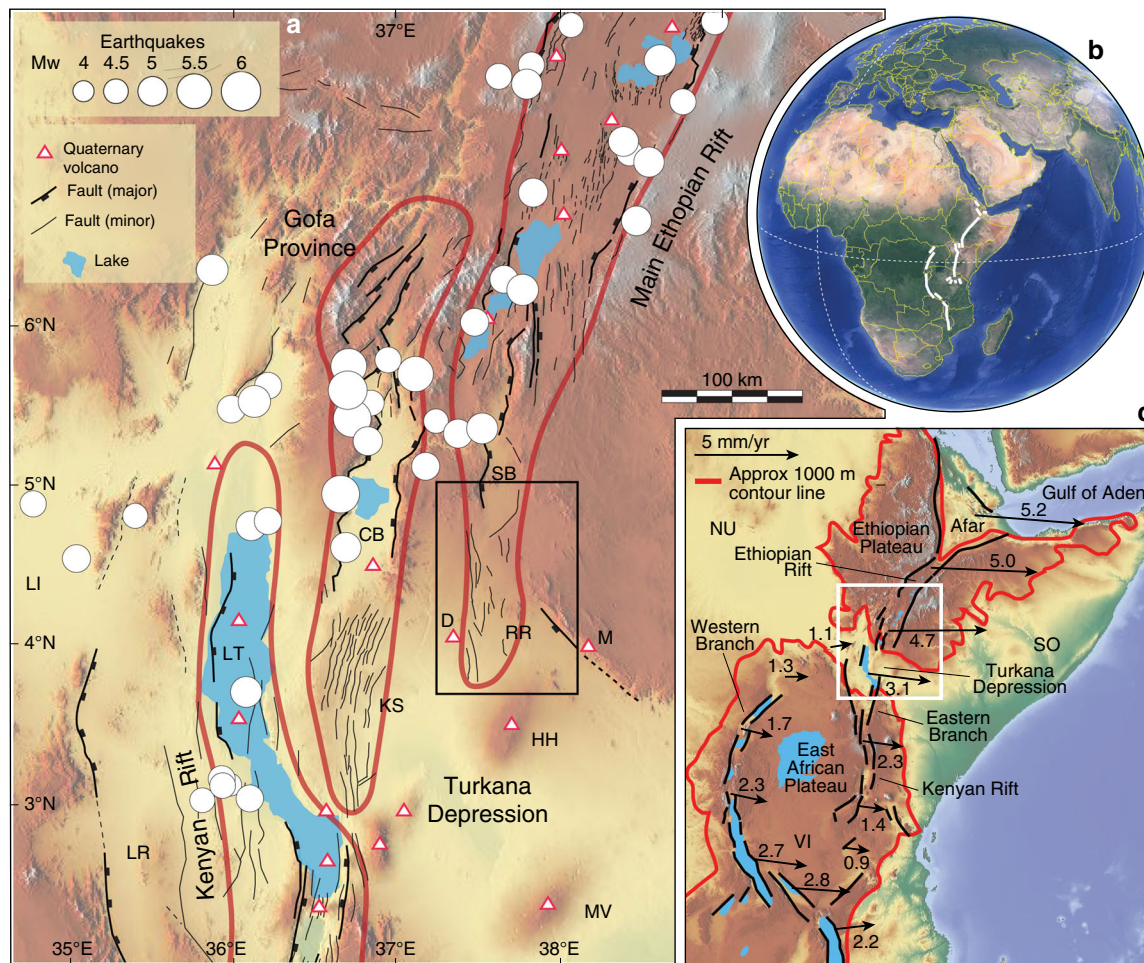 a
37°E
Earthquakes
Mw 4 4.5 5 5.5 6
Quaternary
volcano
Fault (major)
Fault (minor)
Lake
Gofa
Province
Main Ethopian Rift
6°N
5°N
4°N
3°N
100 km
SB
CB
LI
D
RR
M
LT
KS
HH
Turkana
Depression
Kenyan Rift
LR
MV
35°E
36°E
37°E
38°E
b
c
5 mm/yr
Approx 1000 m
contour line
Gulf of Aden
5.2
NU
Afar
Ethiopian
Plateau
Ethiopian
Rift
5.0
Western
Branch
1.1
4.7
SO
1.3
Turkana
Depression
3.1
1.7
Eastern
Branch
East
African
Plateau
2.3
2.3
Kenyan Rift
1.4
VI
2.7
0.9
2.8
2.2